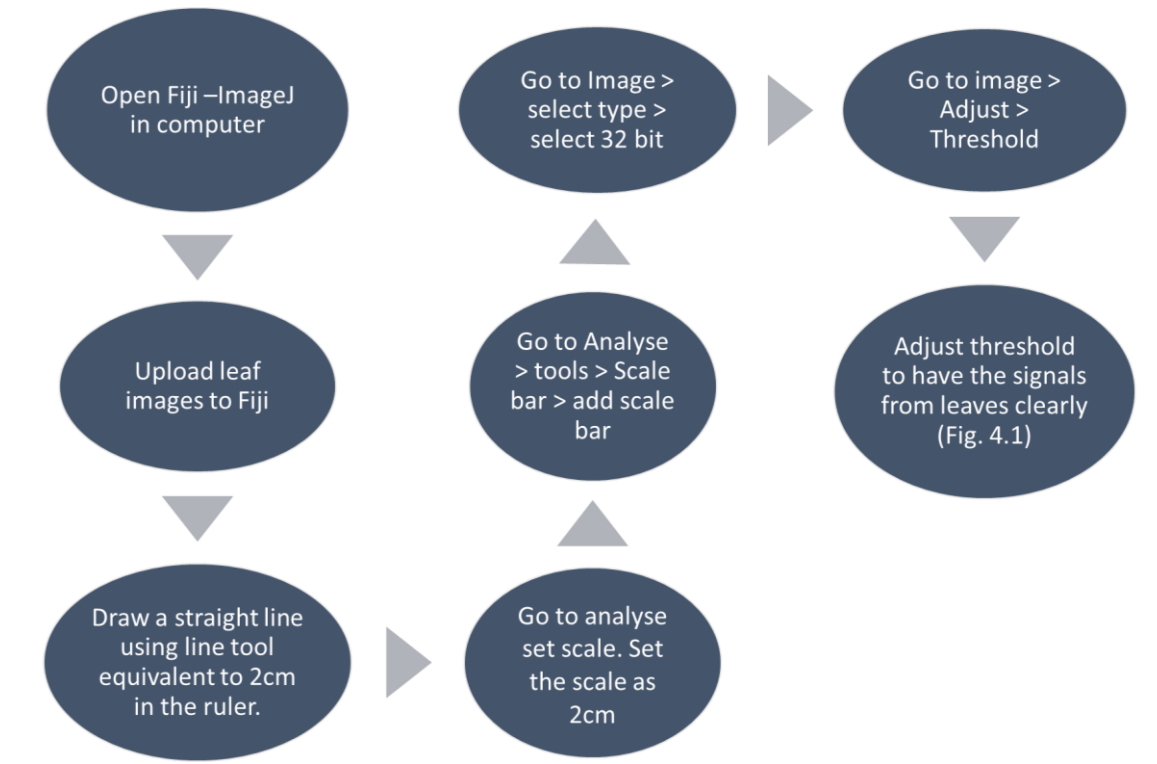 Open Fiji –ImageJ
in computer
Upload leaf
images to Fiji
Draw a straight line
using line tool
equivalent to 2cm
in the ruler.
Go to analyse
set scale. Set
the scale as
2cm
Go to Analyse
> tools > Scale
bar > add scale
bar
Go to Image >
select type >
select 32 bit
Go to image >
Adjust >
Threshold
Adjust threshold
to have the signals
from leaves clearly
(Fig. 4.1)